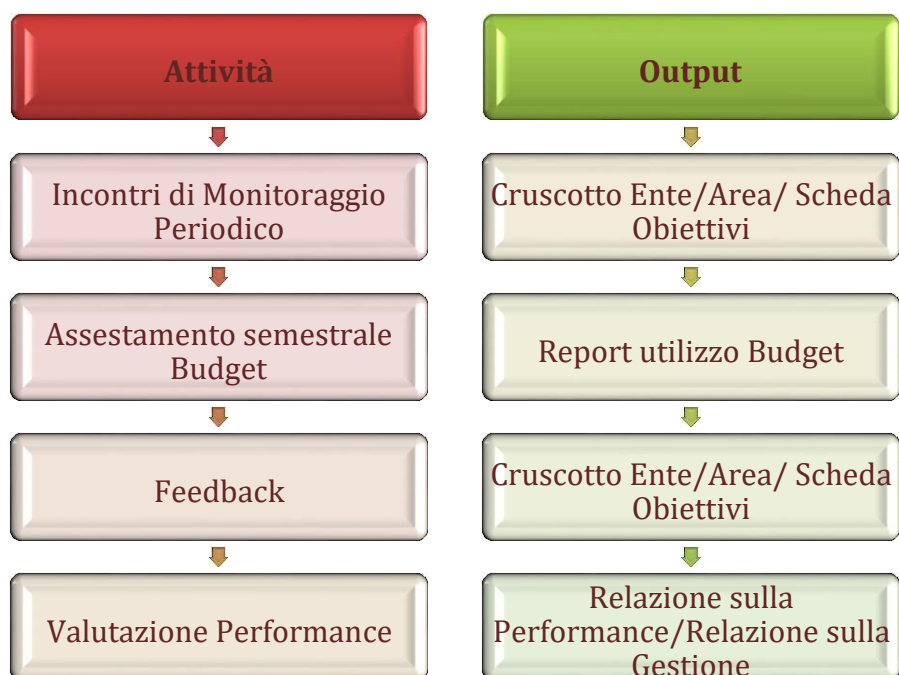 Attività
Incontri di Monitoraggio
Periodico
Assestamento semestrale
Budget
Feedback
Valutazione Performance
Output
Cruscotto Ente/Area/ Scheda
Obiettivi
Report utilizzo Budget
Cruscotto Ente/Area/ Scheda
Obiettivi
Relazione sulla
Performance/Relazione sulla
Gestione